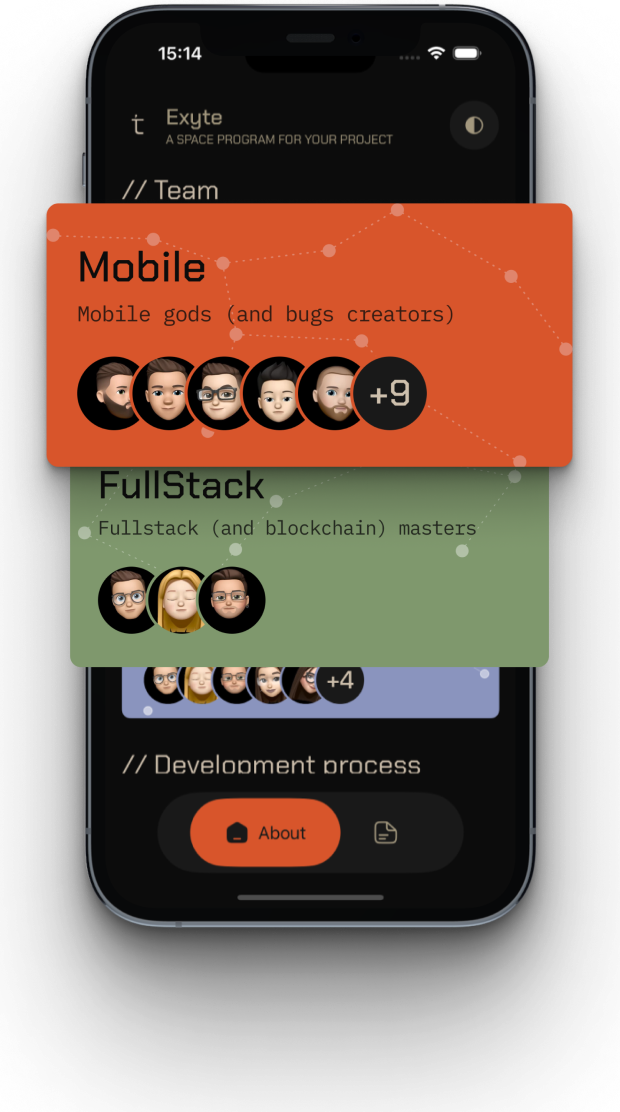 15:14
Exyte
A SPACE PROGRAM FOR YOUR PROJECT
// Team
Mobile
Mobile gods (and bugs creators)
+9
FullStack
Fullstack (and blockchain) masters
+4
// Development process
About